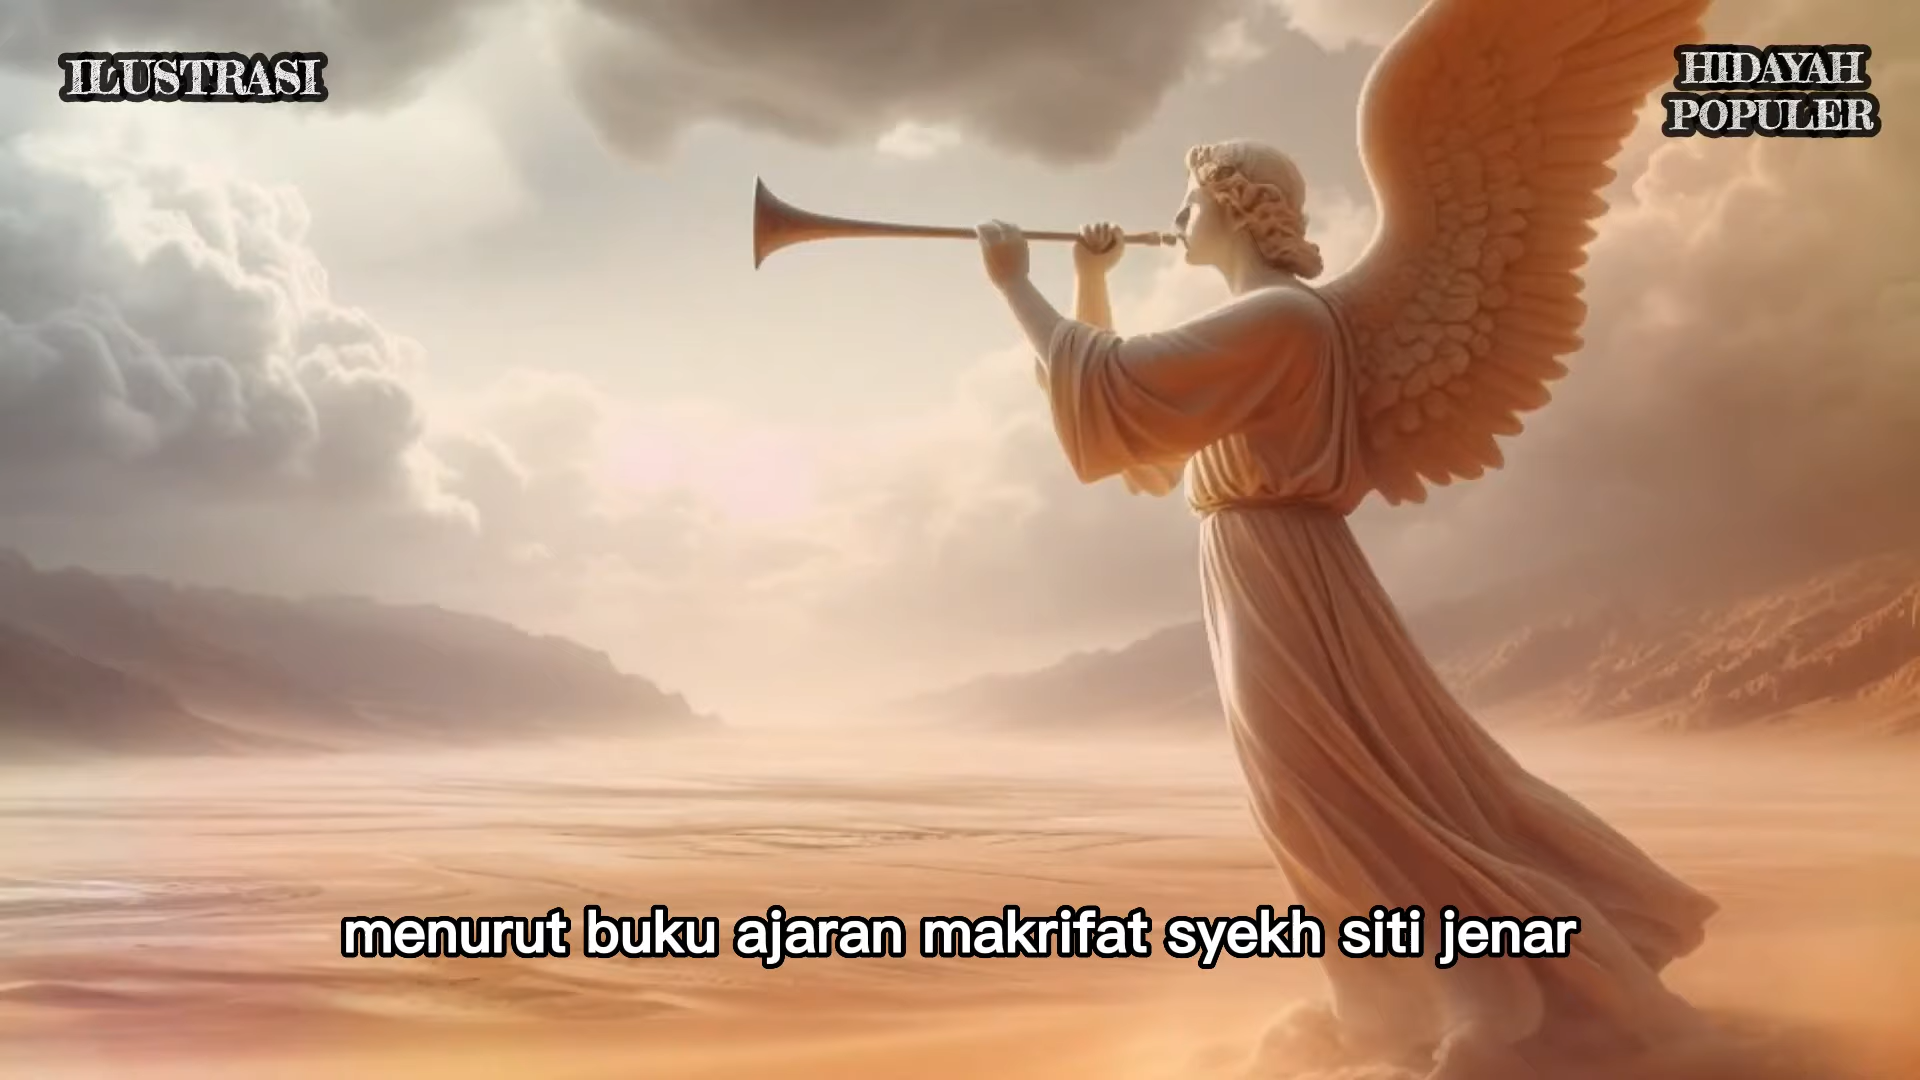 ILUSTRASI
HIDAYAH
POPULER
menurut buku ajaran makrifat syekh siti jenar